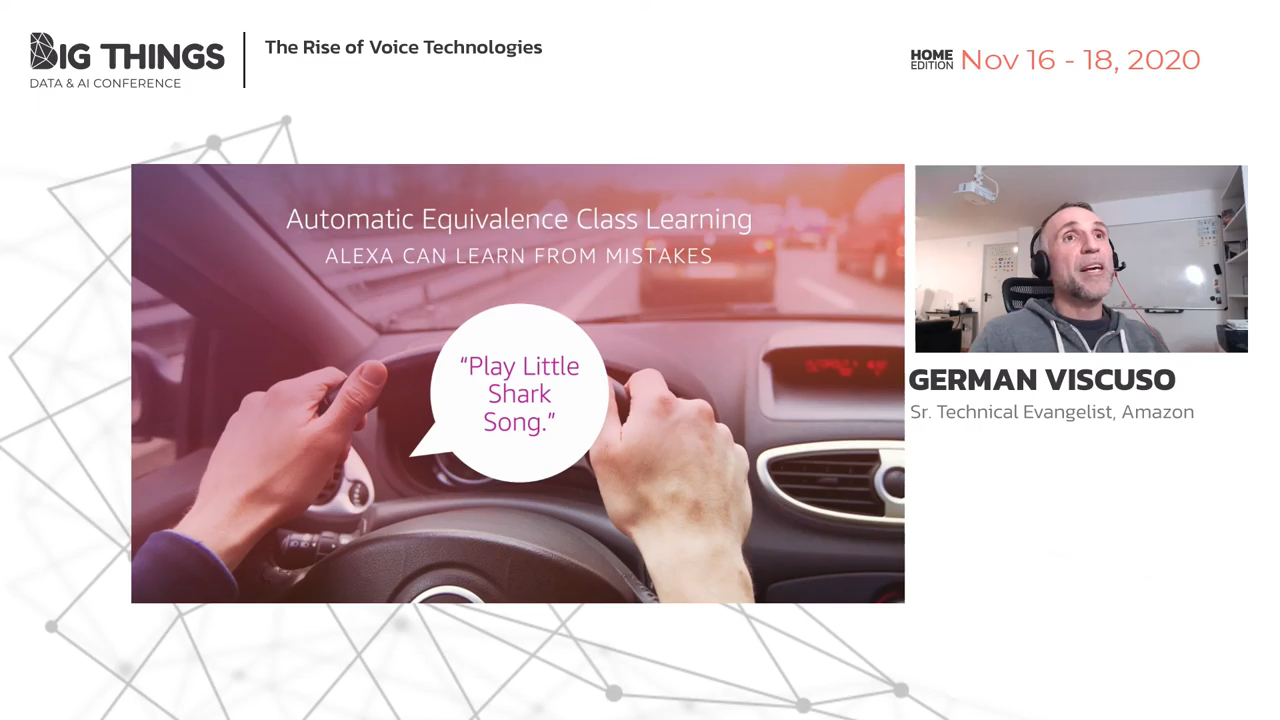 BIG THINGS
DATA & AI CONFERENCE
The Rise of Voice Technologies
HOME
EDITION
Nov 16 - 18, 2020
Automatic Equivalence Class Learning
ALEXA CAN LEARN FROM MISTAKES
“Play Little
Shark
Song.”
GERMAN VISCUSO
Sr. Technical Evangelist, Amazon